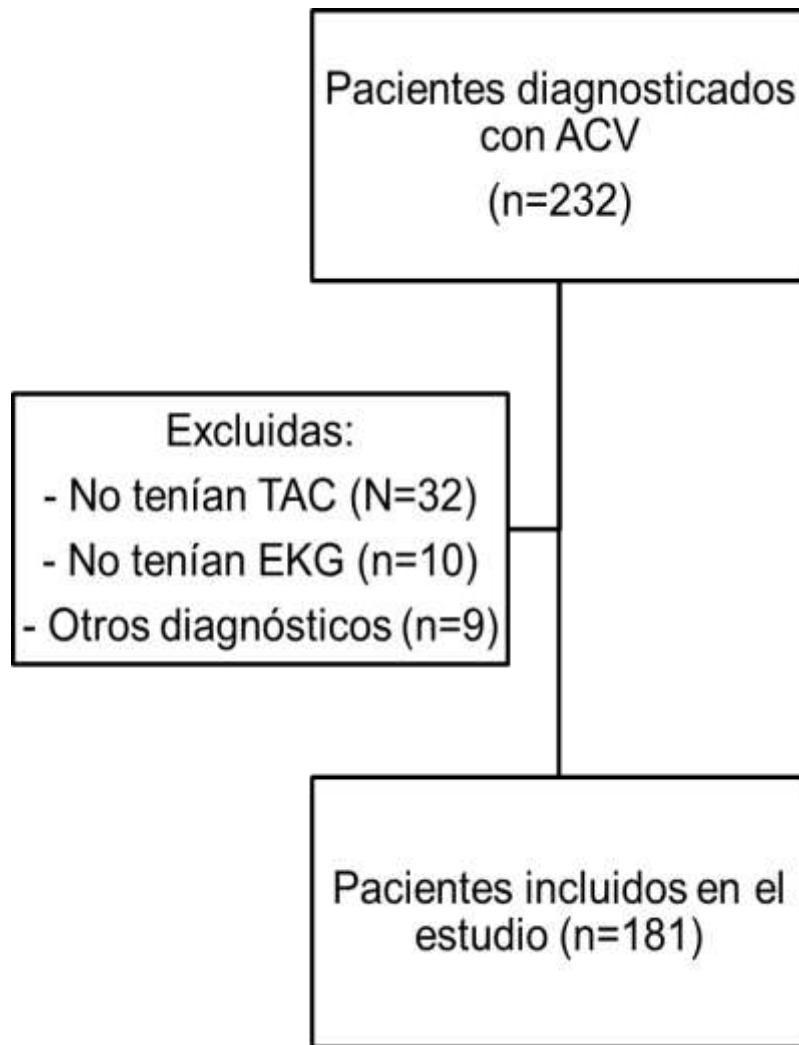 Pacientes diagnosticados
con ACV
(n=232)
Excluidas:
- No tenían TAC (N=32)
- No tenían EKG (n=10)
- Otros diagnósticos (n=9)
Pacientes incluidos en el
estudio (n=181)